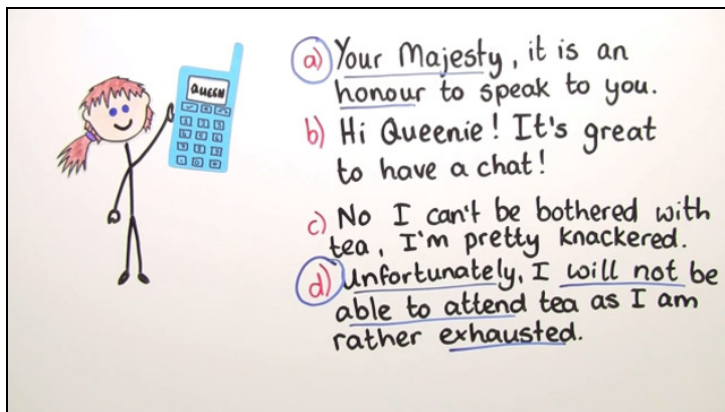 QUEEN
a) Your Majesty, it is an
honour to speak to you.
b) Hi Queenie! It's great
to have a chat!
c) No I can't be bothered with
tea, I'm pretty knackered.
d) Unfortunately, I will not be
able to attend tea as I am
rather exhausted.